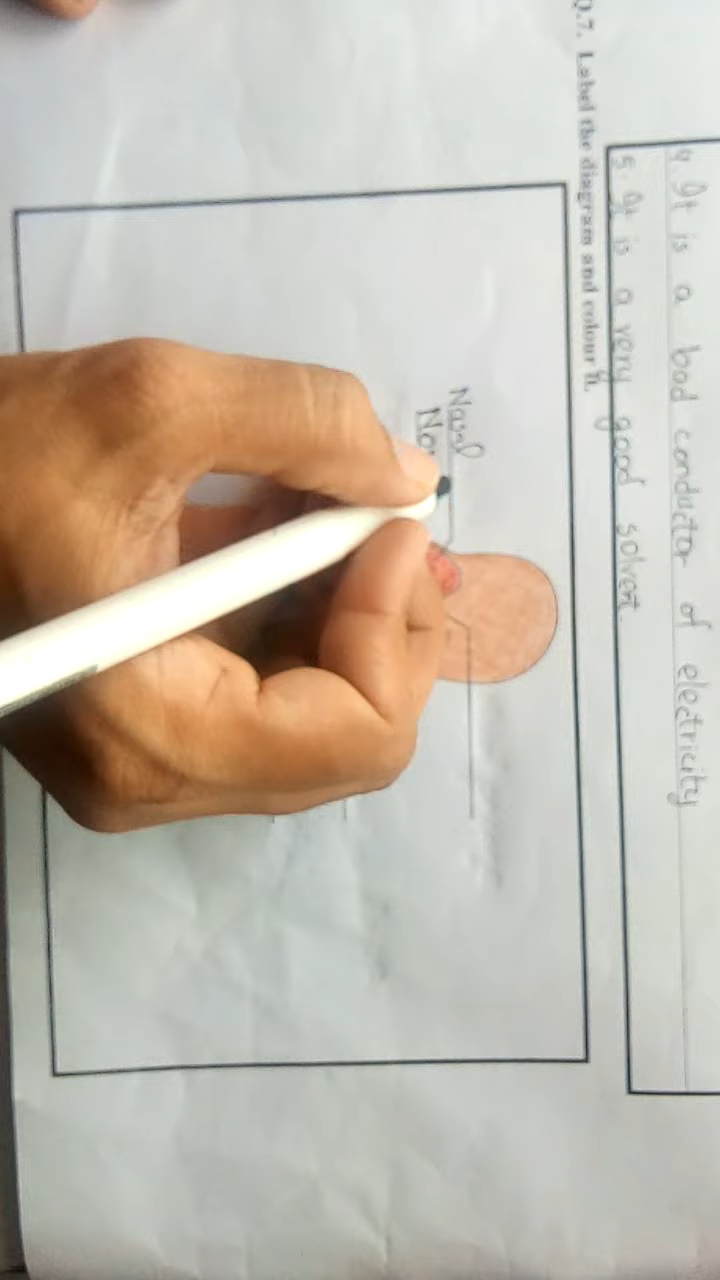 4. It is a bad conductor of electricity
5. It is a very good solvent.
Q.7. Label the diagram and colour it.
Nasal